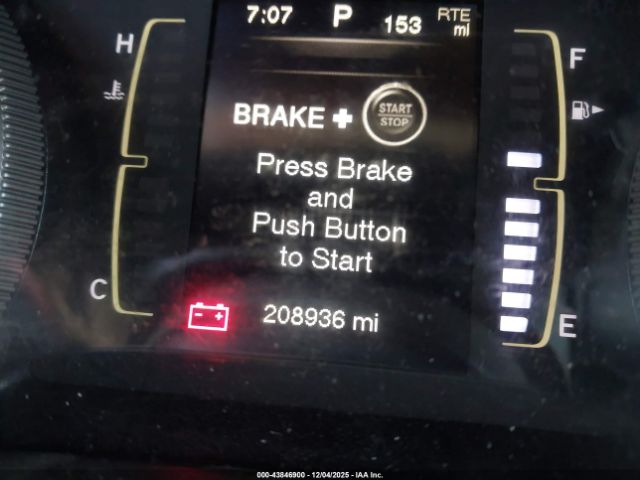 7:07 P 153 RTE mi
H F
BRAKE + START STOP
Press Brake
and
Push Button
to Start
C E
208936 mi
000-43846900 - 12/04/2025 - IAA Inc.